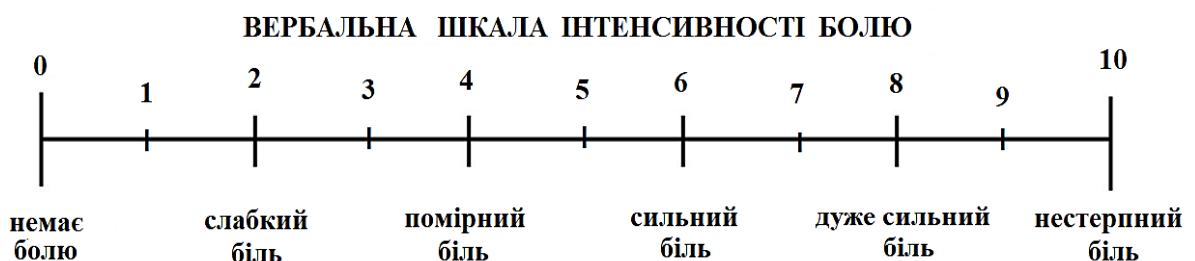 ВЕРБАЛЬНА ШКАЛА ІНТЕНСИВНОСТІ БОЛЮ
0 1 2 3 4 5 6 7 8 9 10
немає болю
слабкий біль
помірний біль
сильний біль
дуже сильний біль
нестерпний біль